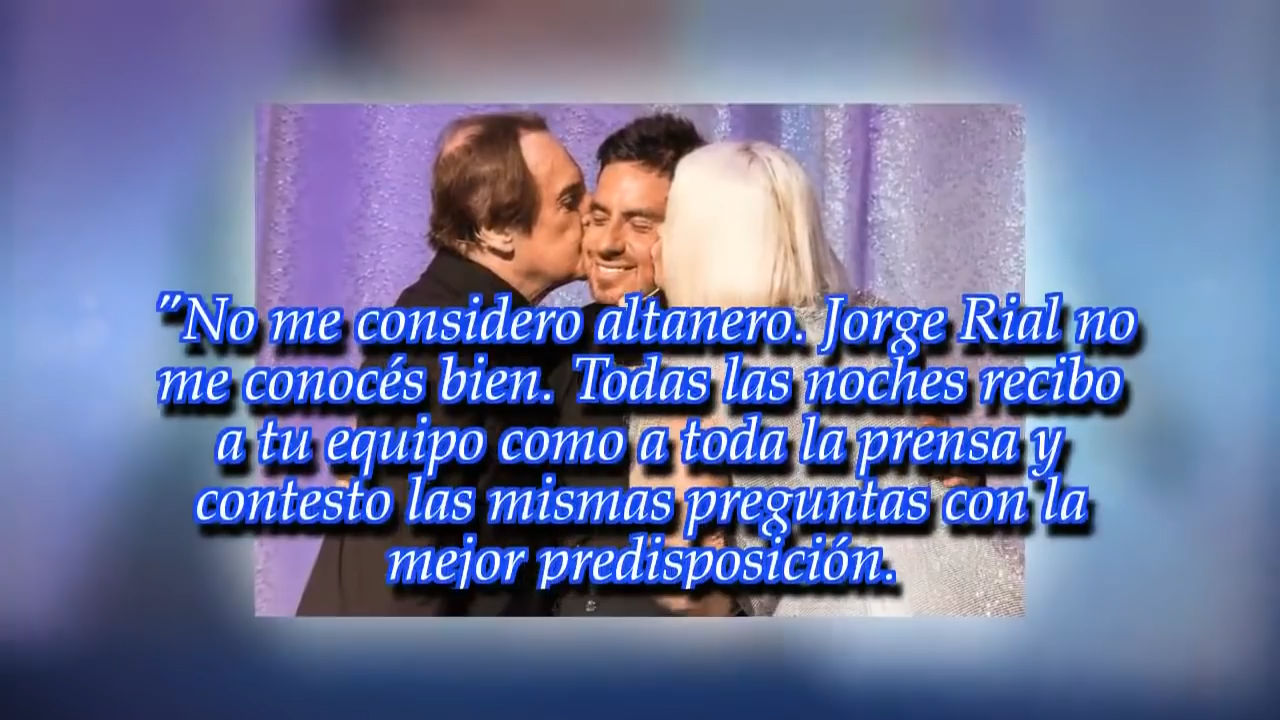 "No me considero altanero. Jorge Rial no
me conocés bien. Todas las noches recibo
a tu equipo como a toda la prensa y
contesto las mismas preguntas con la
mejor predisposición.